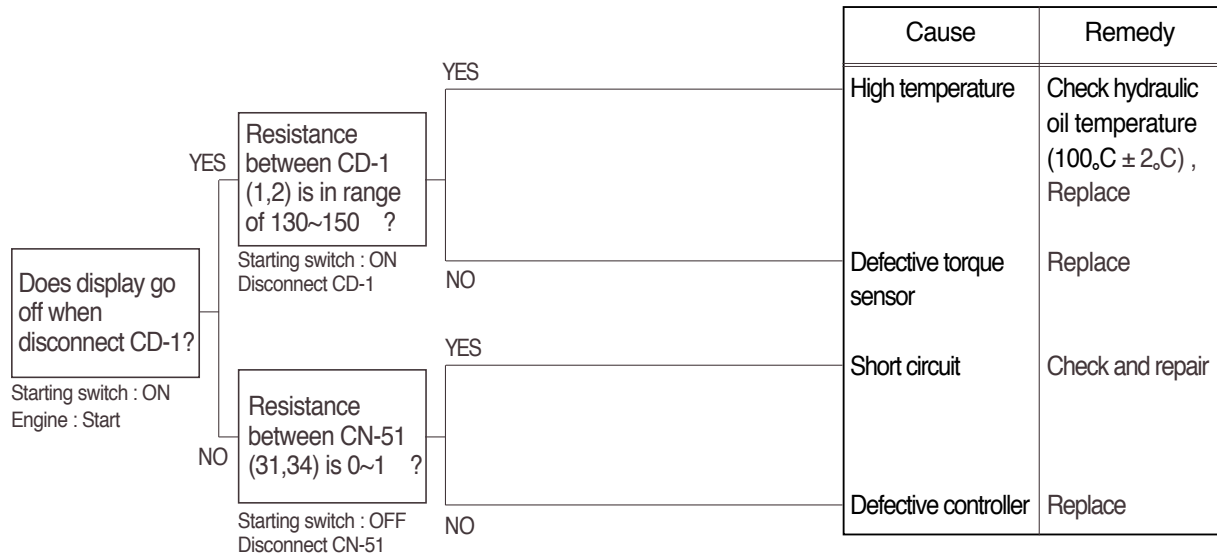 Does display go
off when
disconnect CD-1?
Starting switch : ON
Engine : Start
YES
Resistance
between CD-1
(1,2) is in range
of 130~150 ?
Starting switch : ON
Disconnect CD-1
NO
Resistance
between CN-51
(31,34) is 0~1 ?
Starting switch : OFF
Disconnect CN-51
YES
NO
YES
NO
Cause Remedy
High temperature Check hydraulic
oil temperature
(100˳C ± 2˳C) ,
Replace
Defective torque Replace
sensor
Short circuit Check and repair
Defective controller Replace